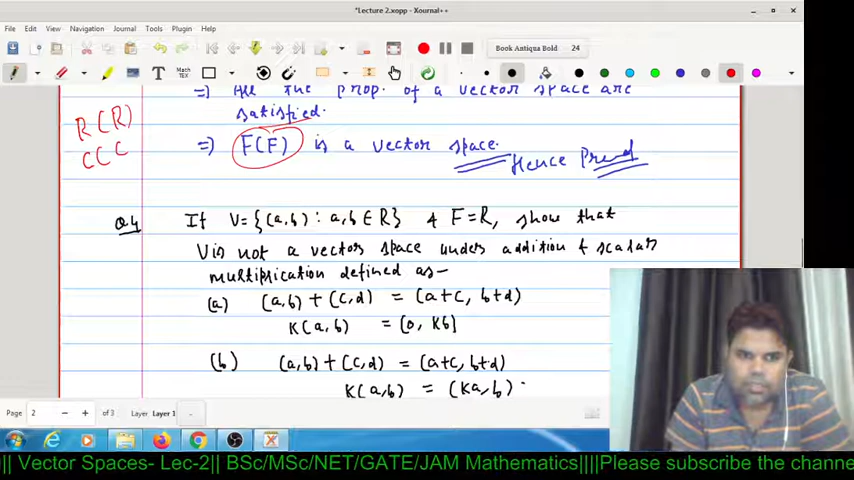 *Lecture 2.xopp - Xournal++
File Edit View Navigation Journal Tools Plugin Help
Book Antiqua Bold 24
=) All the prop. of a vector space are
satisfied.
=) F(F) is a vector space.
Hence Proved
R(R)
C(C
Q4 If V={(a,b) : a,b ∈ R} & F=R, show that
V is not a vector space under addition & scalar
multiplication defined as—
(a) (a,b) + (c,d) = (a+c, b+d)
K(a,b) = (0, Kb)
(b) (a,b) + (c,d) = (a+c, b+d)
K(a,b) = (Ka, b)
Page 2 of 3 Layer Layer 1
|| Vector Spaces- Lec-2|| BSc/MSc/NET/GATE/JAM Mathematics||||Please subscribe the channe